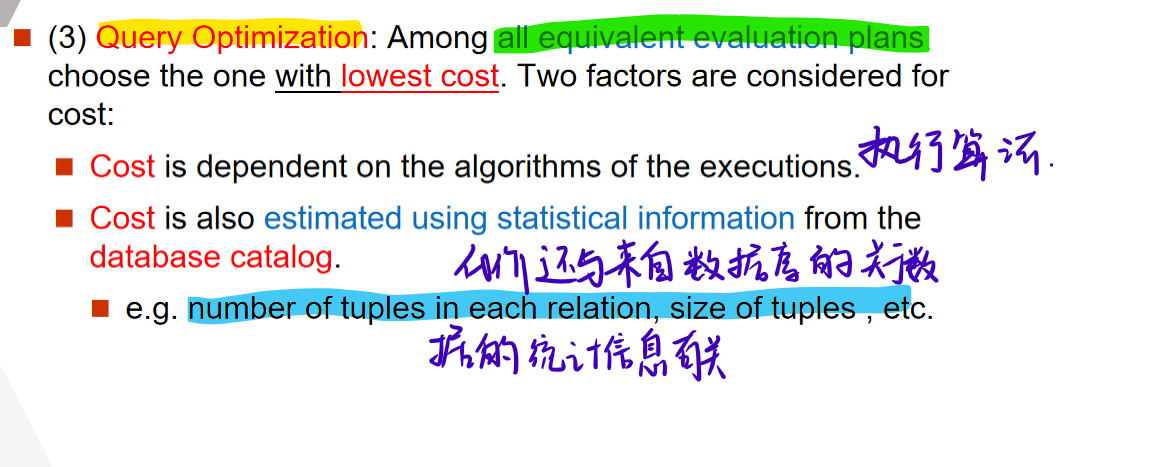 (3) Query Optimization: Among all equivalent evaluation plans
choose the one with lowest cost. Two factors are considered for
cost:
Cost is dependent on the algorithms of the executions.
执行算法.
Cost is also estimated using statistical information from the
database catalog.
还与来自数据库的关于数
e.g. number of tuples in each relation, size of tuples , etc.
据的统计信息有关